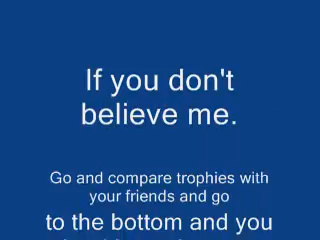 If you don't
believe me.
Go and compare trophies with
your friends and go
to the bottom and you